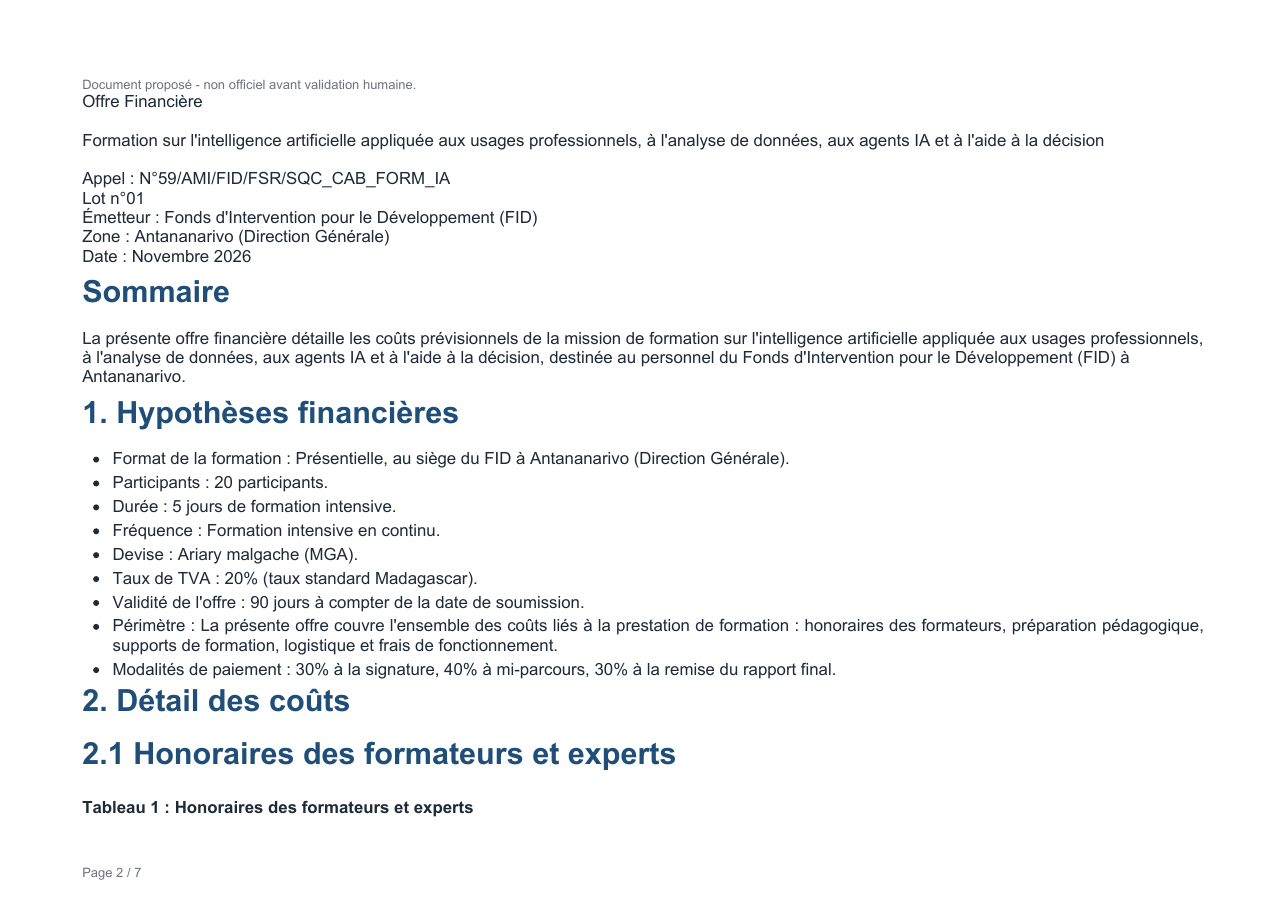 Document proposé - non officiel avant validation humaine.
Offre Financière
Formation sur l'intelligence artificielle appliquée aux usages professionnels, à l'analyse de données, aux agents IA et à l'aide à la décision
Appel : N°59/AMI/FID/FSR/SQC_CAB_FORM_IA
Lot n°01
Émetteur : Fonds d'Intervention pour le Développement (FID)
Zone : Antananarivo (Direction Générale)
Date : Novembre 2026
Sommaire
La présente offre financière détaille les coûts prévisionnels de la mission de formation sur l'intelligence artificielle appliquée aux usages professionnels,
à l'analyse de données, aux agents IA et à l'aide à la décision, destinée au personnel du Fonds d'Intervention pour le Développement (FID) à
Antananarivo.
1. Hypothèses financières
• Format de la formation : Présentielle, au siège du FID à Antananarivo (Direction Générale).
• Participants : 20 participants.
• Durée : 5 jours de formation intensive.
• Fréquence : Formation intensive en continu.
• Devise : Ariary malgache (MGA).
• Taux de TVA : 20% (taux standard Madagascar).
• Validité de l'offre : 90 jours à compter de la date de soumission.
• Périmètre : La présente offre couvre l'ensemble des coûts liés à la prestation de formation : honoraires des formateurs, préparation pédagogique,
supports de formation, logistique et frais de fonctionnement.
• Modalités de paiement : 30% à la signature, 40% à mi-parcours, 30% à la remise du rapport final.
2. Détail des coûts
2.1 Honoraires des formateurs et experts
Tableau 1 : Honoraires des formateurs et experts
Page 2 / 7